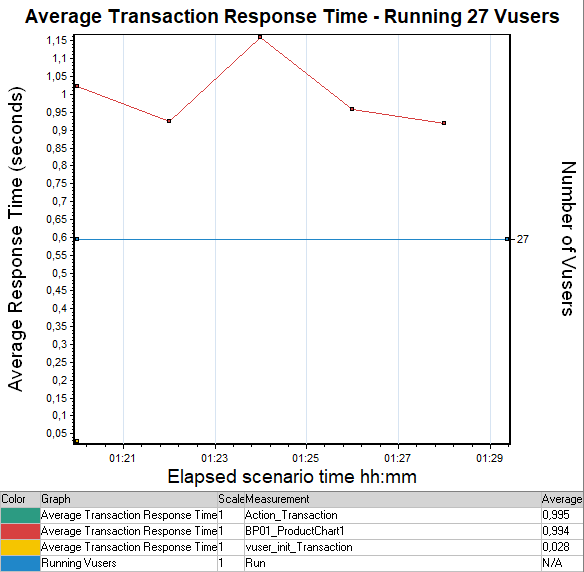 Average Transaction Response Time - Running 27 Vusers
Average Response Time (seconds)
1,15
1,1
1,05
1
0,95
0,9
0,85
0,8
0,75
0,7
0,65
0,6
0,55
0,5
0,45
0,4
0,35
0,3
0,25
0,2
0,15
0,1
0,05
27
Number of Vusers
01:21 01:23 01:25 01:27 01:29
Elapsed scenario time hh:mm
Color Graph Scale Measurement Average
Average Transaction Response Time 1 Action_Transaction 0,995
Average Transaction Response Time 1 BP01_ProductChart1 0,994
Average Transaction Response Time 1 vuser_init_Transaction 0,028
Running Vusers 1 Run N/A